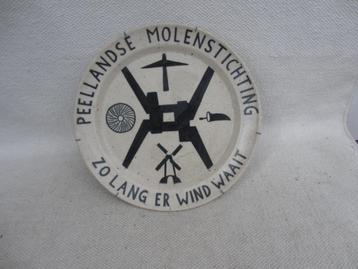 PEELLANDSE MOLENSTICHTING
ZO LANG ER WIND WAAIT